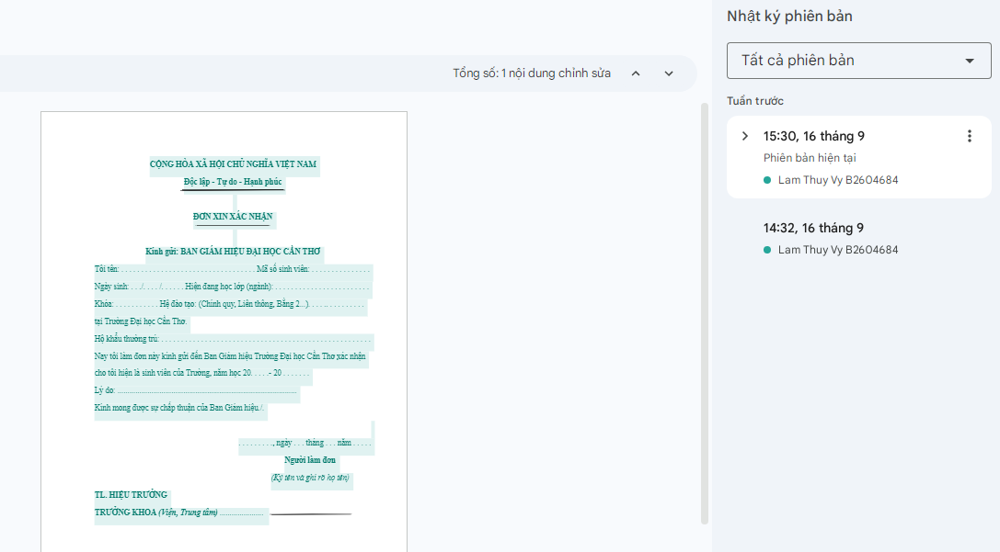 Nhật ký phiên bản
Tất cả phiên bản
Tổng số: 1 nội dung chỉnh sửa
Tuần trước
15:30, 16 tháng 9
Phiên bản hiện tại
Lam Thuy Vy B2604684
14:32, 16 tháng 9
Lam Thuy Vy B2604684
CỘNG HÒA XÃ HỘI CHỦ NGHĨA VIỆT NAM
Độc lập - Tự do - Hạnh phúc
ĐƠN XIN XÁC NHẬN
Kính gửi: BAN GIÁM HIỆU ĐẠI HỌC CẦN THƠ
Tôi tên: . . . . . . . . . . . . . . . . . . . . . . . . . . . . . . . . . . . Mã số sinh viên: . . . . . . . . . . . . . . .
Ngày sinh: . . ./. . . . /. . . . . . Hiện đang học lớp (ngành): . . . . . . . . . . . . . . . . . . . . . . . .
Khóa: . . . . . . . . . . . Hệ đào tạo: (Chính quy, Liên thông, Bằng 2...). . . . . . . . . . . . . . .
tại Trường Đại học Cần Thơ.
Hộ khẩu thường trú: . . . . . . . . . . . . . . . . . . . . . . . . . . . . . . . . . . . . . . . . . . . . . . . . . . . . .
Nay tôi làm đơn này kính gửi đến Ban Giám hiệu Trường Đại học Cần Thơ xác nhận
cho tôi hiện là sinh viên của Trường, năm học 20. . . . .- 20 . . . . . . .
Lý do: ....................................................................................
Kính mong được sự chấp thuận của Ban Giám hiệu./.
. . . . . . . . ., ngày . . . tháng . . . năm . . . . .
Người làm đơn
(Ký tên và ghi rõ họ tên)
TL. HIỆU TRƯỞNG
TRƯỞNG KHOA (Viện, Trung tâm) ......................